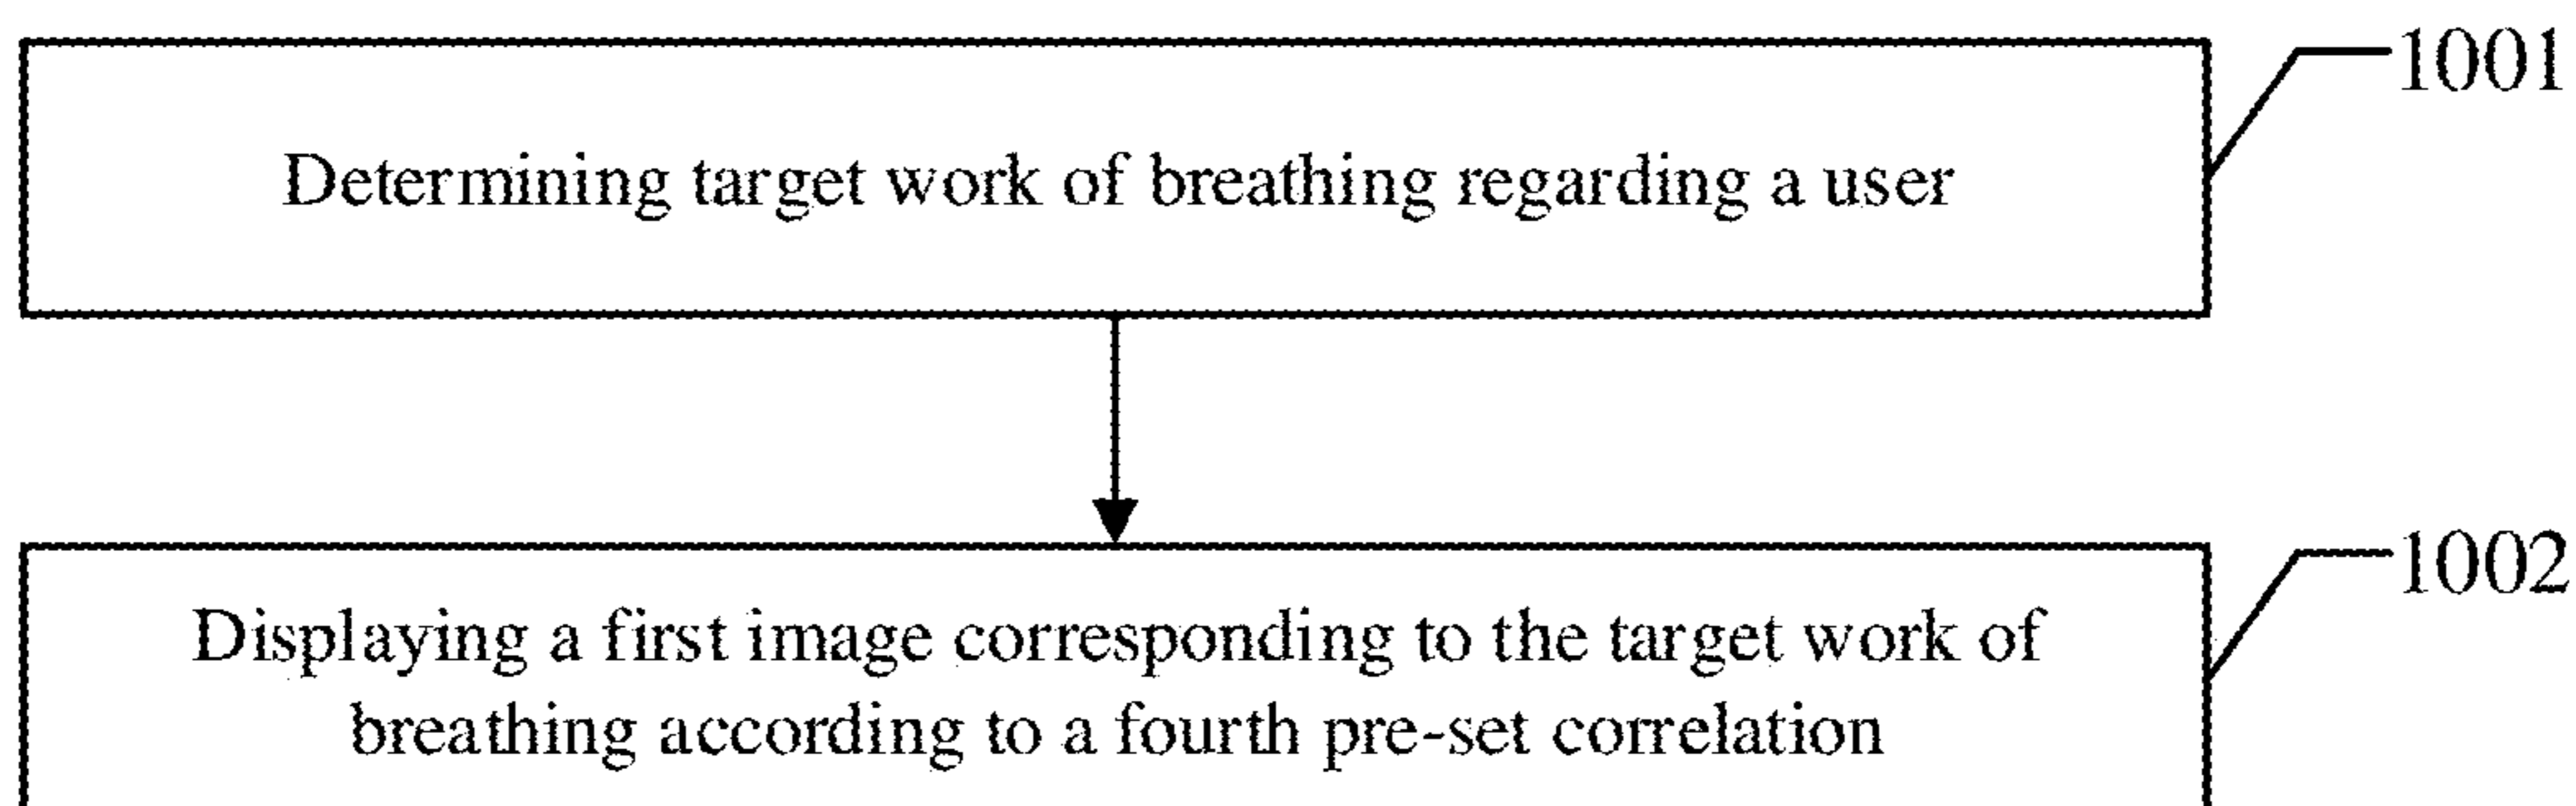 1001
Determining target work of breathing regarding a user
1002
Displaying a first image corresponding to the target work of
breathing according to a fourth pre-set correlation